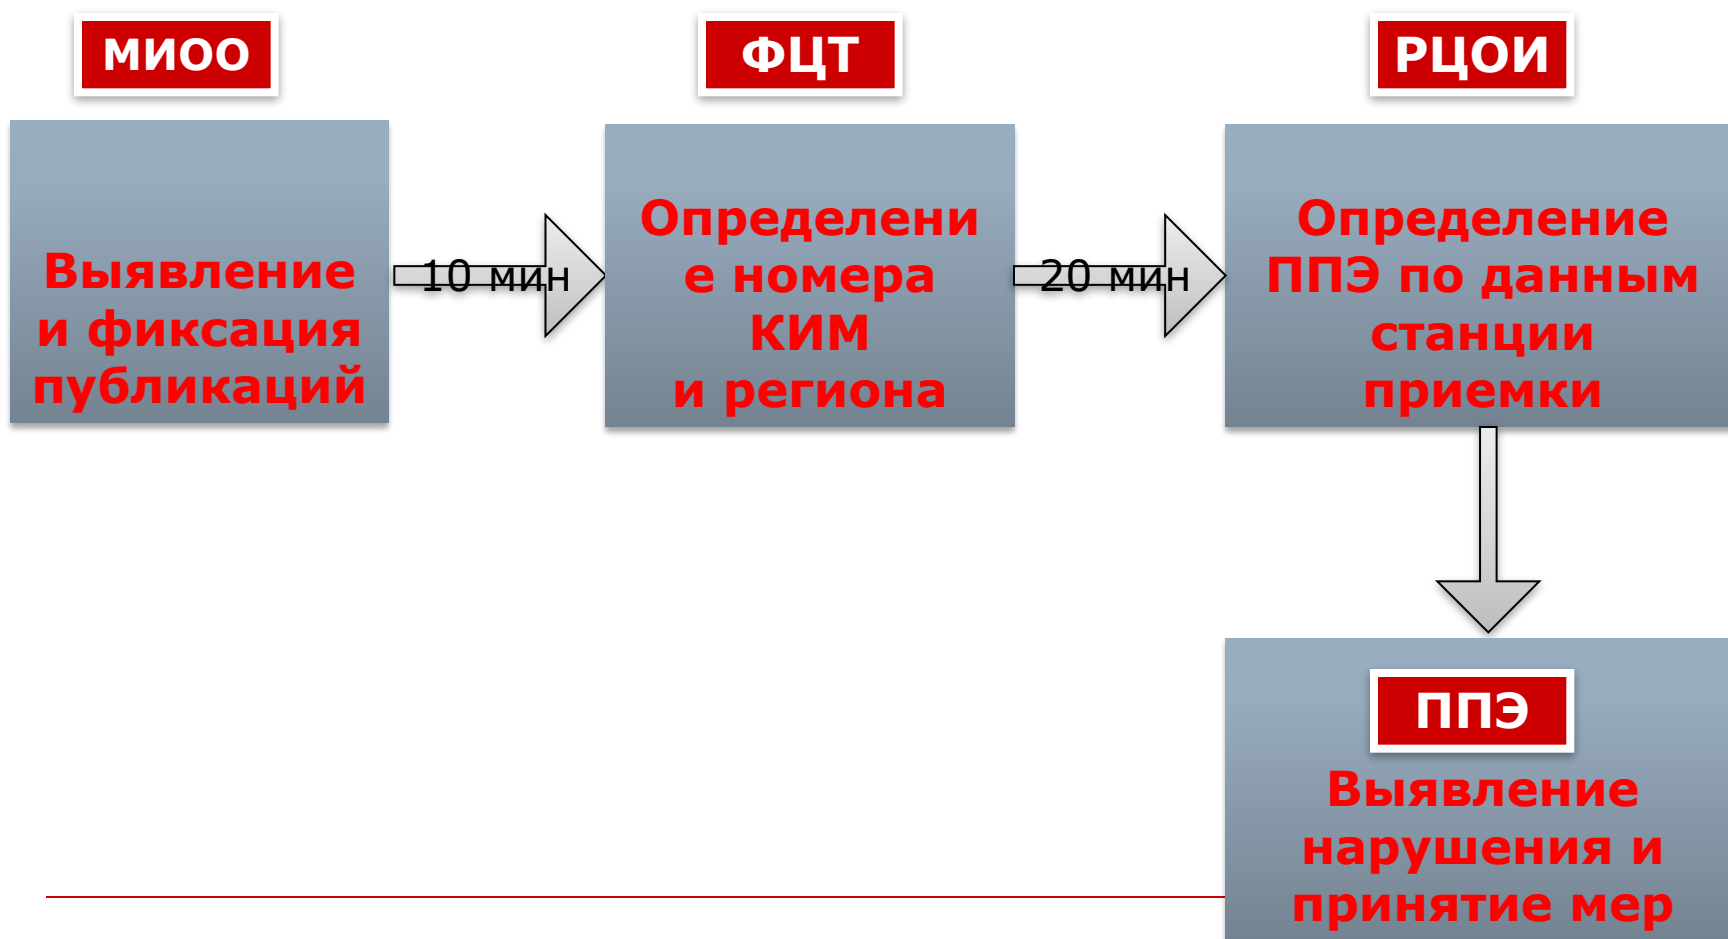 МИОО
ФЦТ
РЦОИ
Выявление
и фиксация
публикаций
10 мин
Определени
е номера
КИМ
и региона
20 мин
Определение
ППЭ по данным
станции
приемки
ППЭ
Выявление
нарушения и
принятие мер